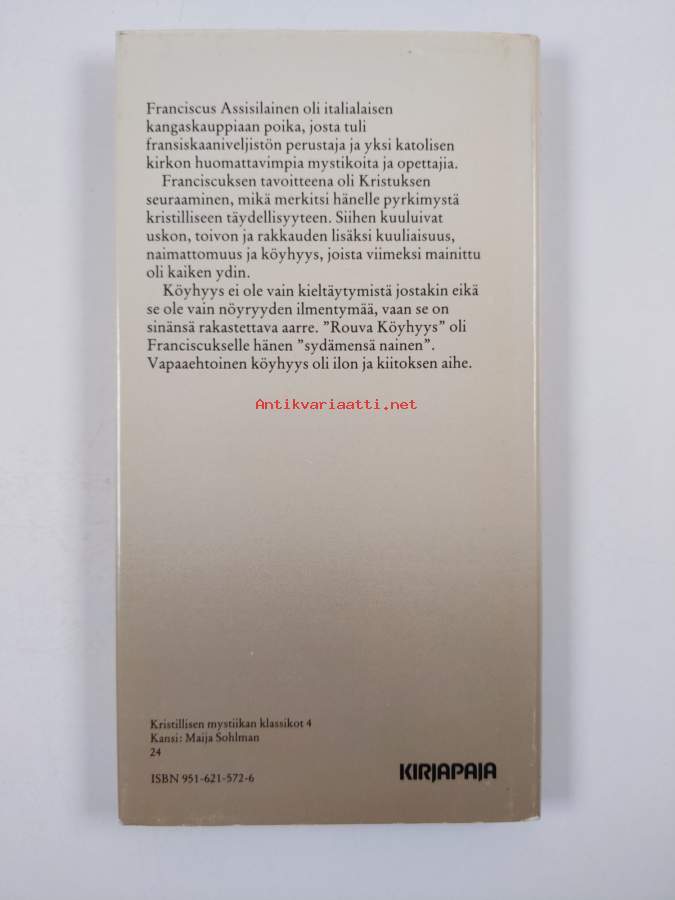 Franciscus Assisilainen oli italialaisen
kangaskauppiaan poika, josta tuli
fransiskaaniveljistön perustaja ja yksi katolisen
kirkon huomattavimpia mystikoita ja opettajia.
Franciscuksen tavoitteena oli Kristuksen
seuraaminen, mikä merkitsi hänelle pyrkimystä
kristilliseen täydellisyyteen. Siihen kuuluivat
uskon, toivon ja rakkauden lisäksi kuuliaisuus,
naimattomuus ja köyhyys, joista viimeksi mainittu
oli kaiken ydin.
Köyhyys ei ole vain kieltäytymistä jostakin eikä
se ole vain nöyryyden ilmentymää, vaan se on
sinänsä rakastettava aarre. ”Rouva Köyhyys” oli
Franciscukselle hänen ”sydämensä nainen”.
Vapaaehtoinen köyhyys oli ilon ja kiitoksen aihe.
Antikvariaatti.net
Kristillisen mystiikan klassikot 4
Kansi: Maija Sohlman
24
ISBN 951-621-572-6
KIRJAPAJA